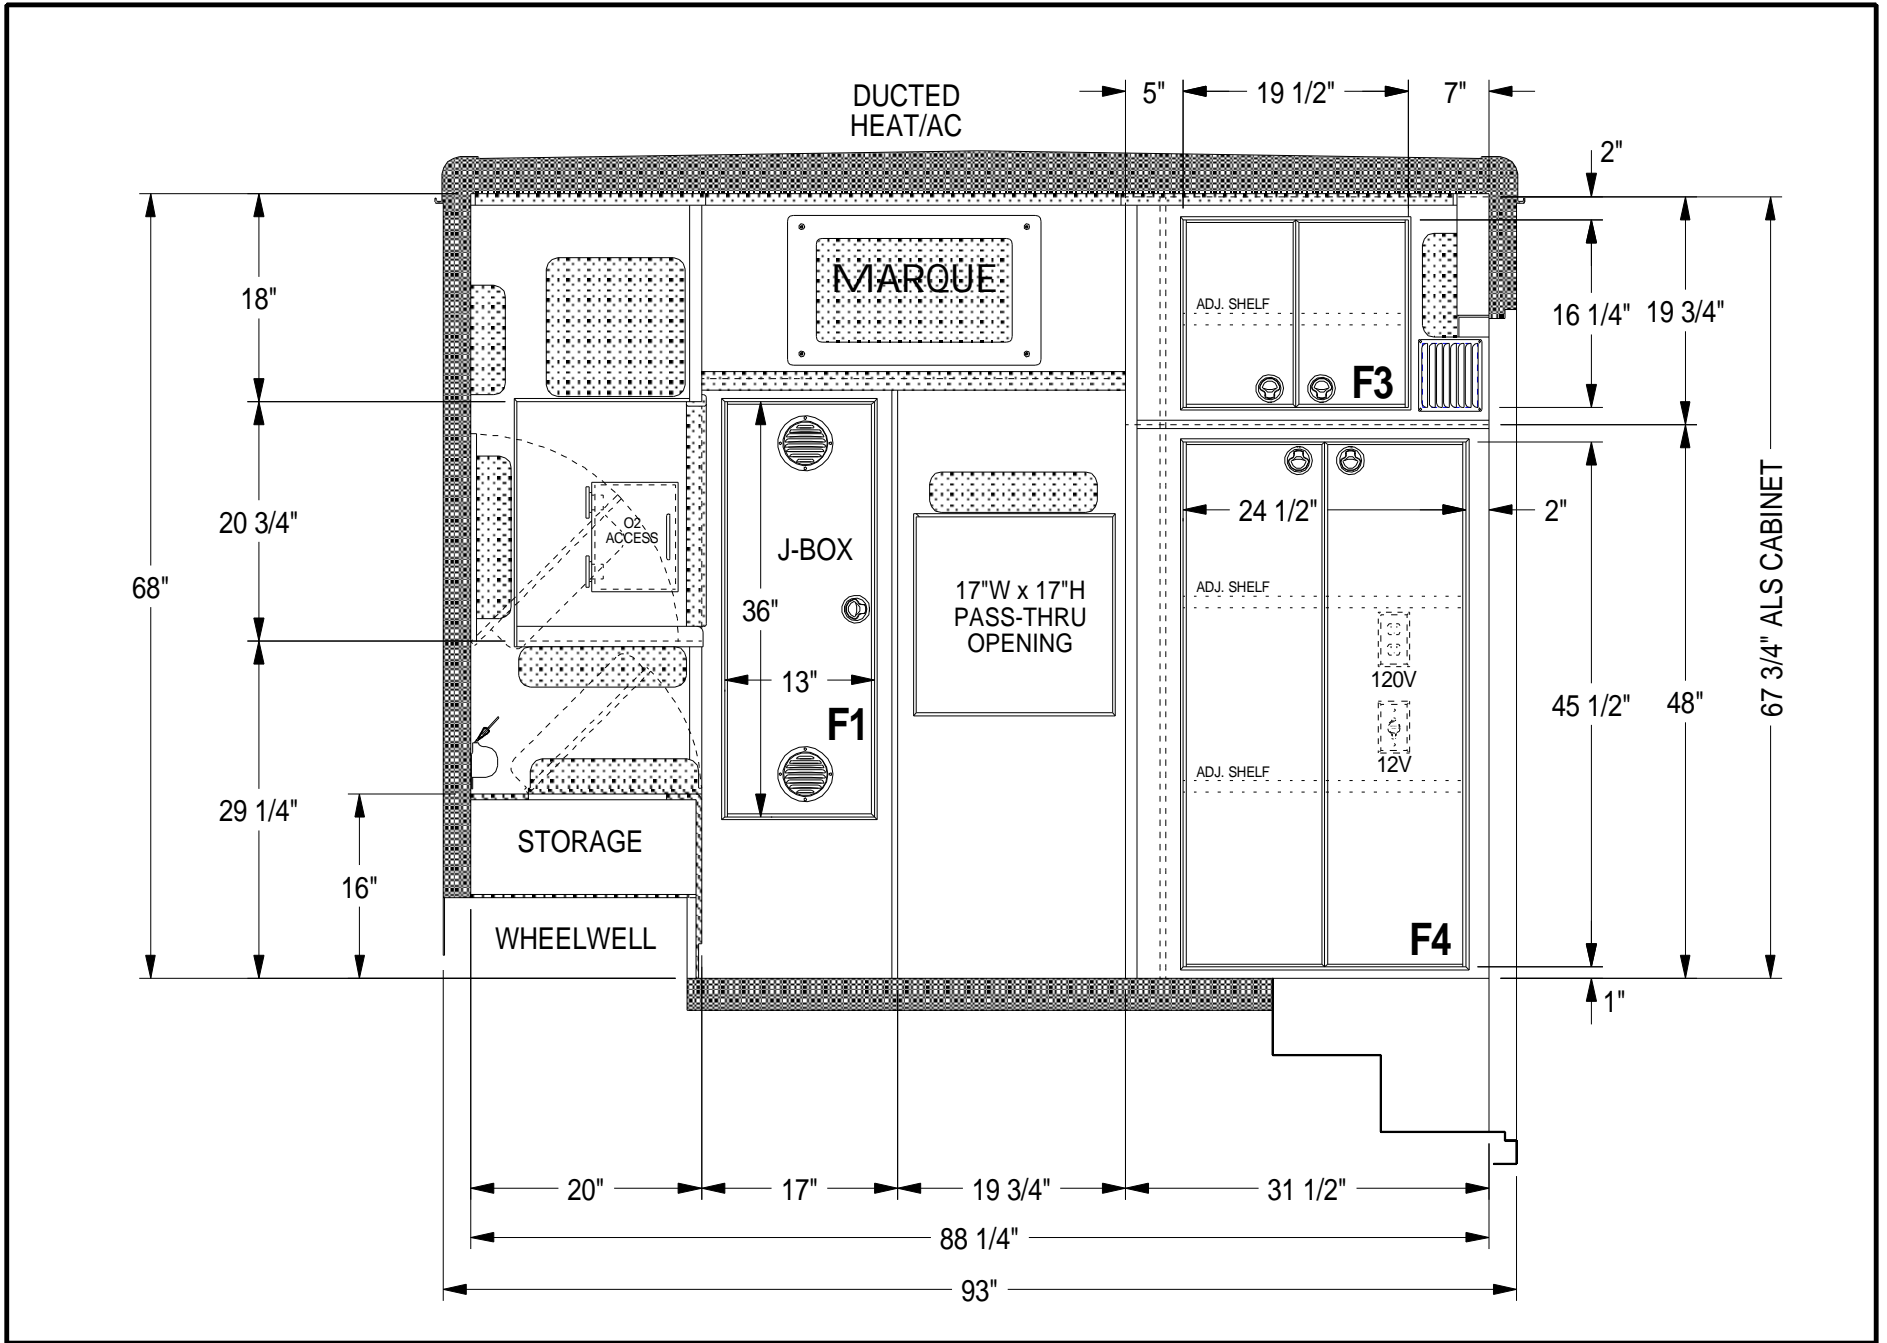 DUCTED
HEAT/AC
5"
19 1/2"
7"
2"
MARQUE
18"
ADJ. SHELF
16 1/4"
19 3/4"
F3
20 3/4"
O2
ACCESS
J-BOX
24 1/2"
2"
67 3/4" ALS CABINET
68"
36"
17"W x 17"H
PASS-THRU
OPENING
ADJ. SHELF
13"
120V
F1
45 1/2"
48"
12V
ADJ. SHELF
29 1/4"
STORAGE
16"
WHEELWELL
F4
1"
20"
17"
19 3/4"
31 1/2"
88 1/4"
93"